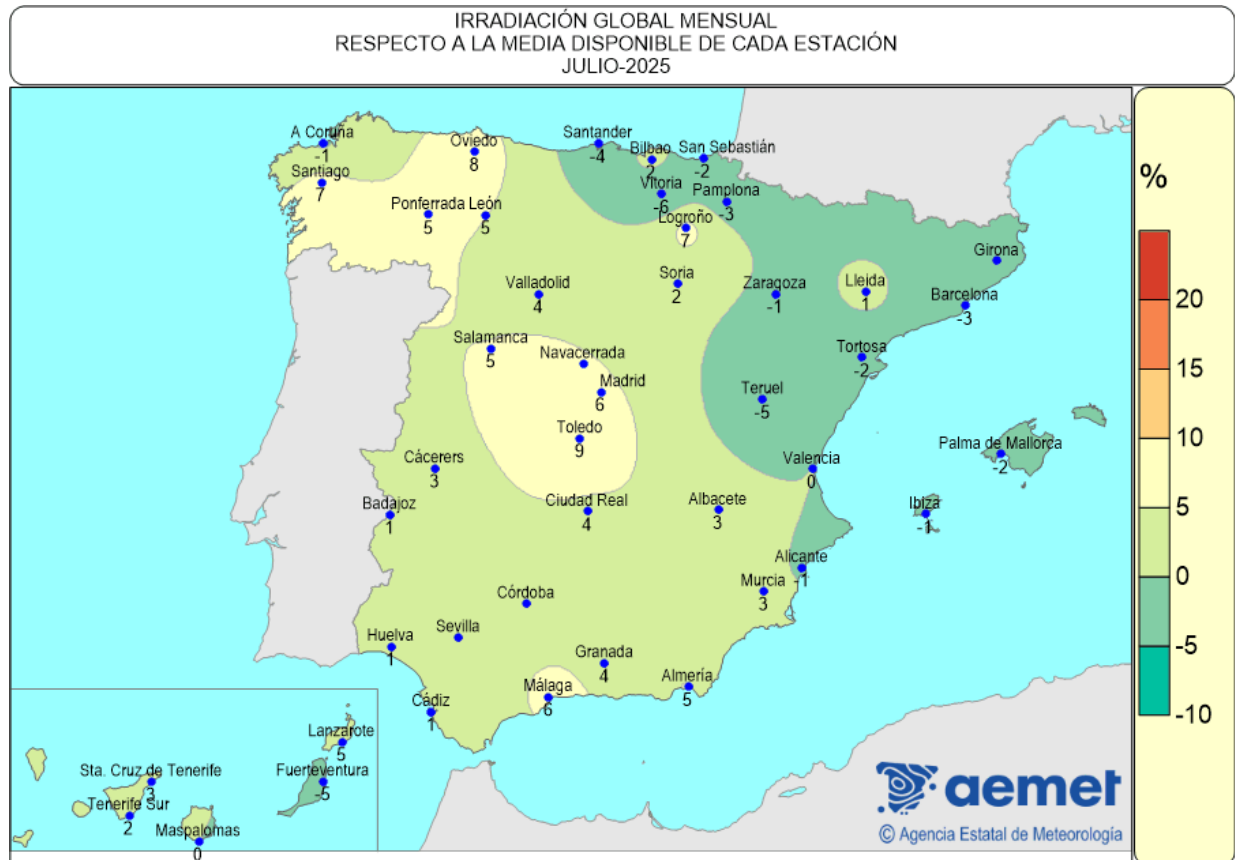 IRRADIACIÓN GLOBAL MENSUAL
RESPECTO A LA MEDIA DISPONIBLE DE CADA ESTACIÓN
JULIO-2025
A Coruña
-1
Santiago
7
Oviedo
8
Ponferrada
5
León
5
Santander
-4
Bilbao
2
San Sebastián
-2
Vitoria
-6
Pamplona
-3
Logroño
7
Girona
Valladolid
4
Soria
2
Zaragoza
-1
Lleida
1
Barcelona
-3
Salamanca
5
Navacerrada
Madrid
6
Tortosa
-2
Teruel
-5
Toledo
9
Cácerers
3
Valencia
0
Palma de Mallorca
-2
Badajoz
1
Ciudad Real
4
Albacete
3
Ibiza
-1
Alicante
-1
Murcia
3
Córdoba
Sevilla
Huelva
1
Granada
4
Almería
5
Málaga
6
Cádiz
1
Lanzarote
5
Sta. Cruz de Tenerife
3
Fuerteventura
-5
Tenerife Sur
2
Maspalomas
0
%
20
15
10
5
0
-5
-10
aemet
© Agencia Estatal de Meteorología